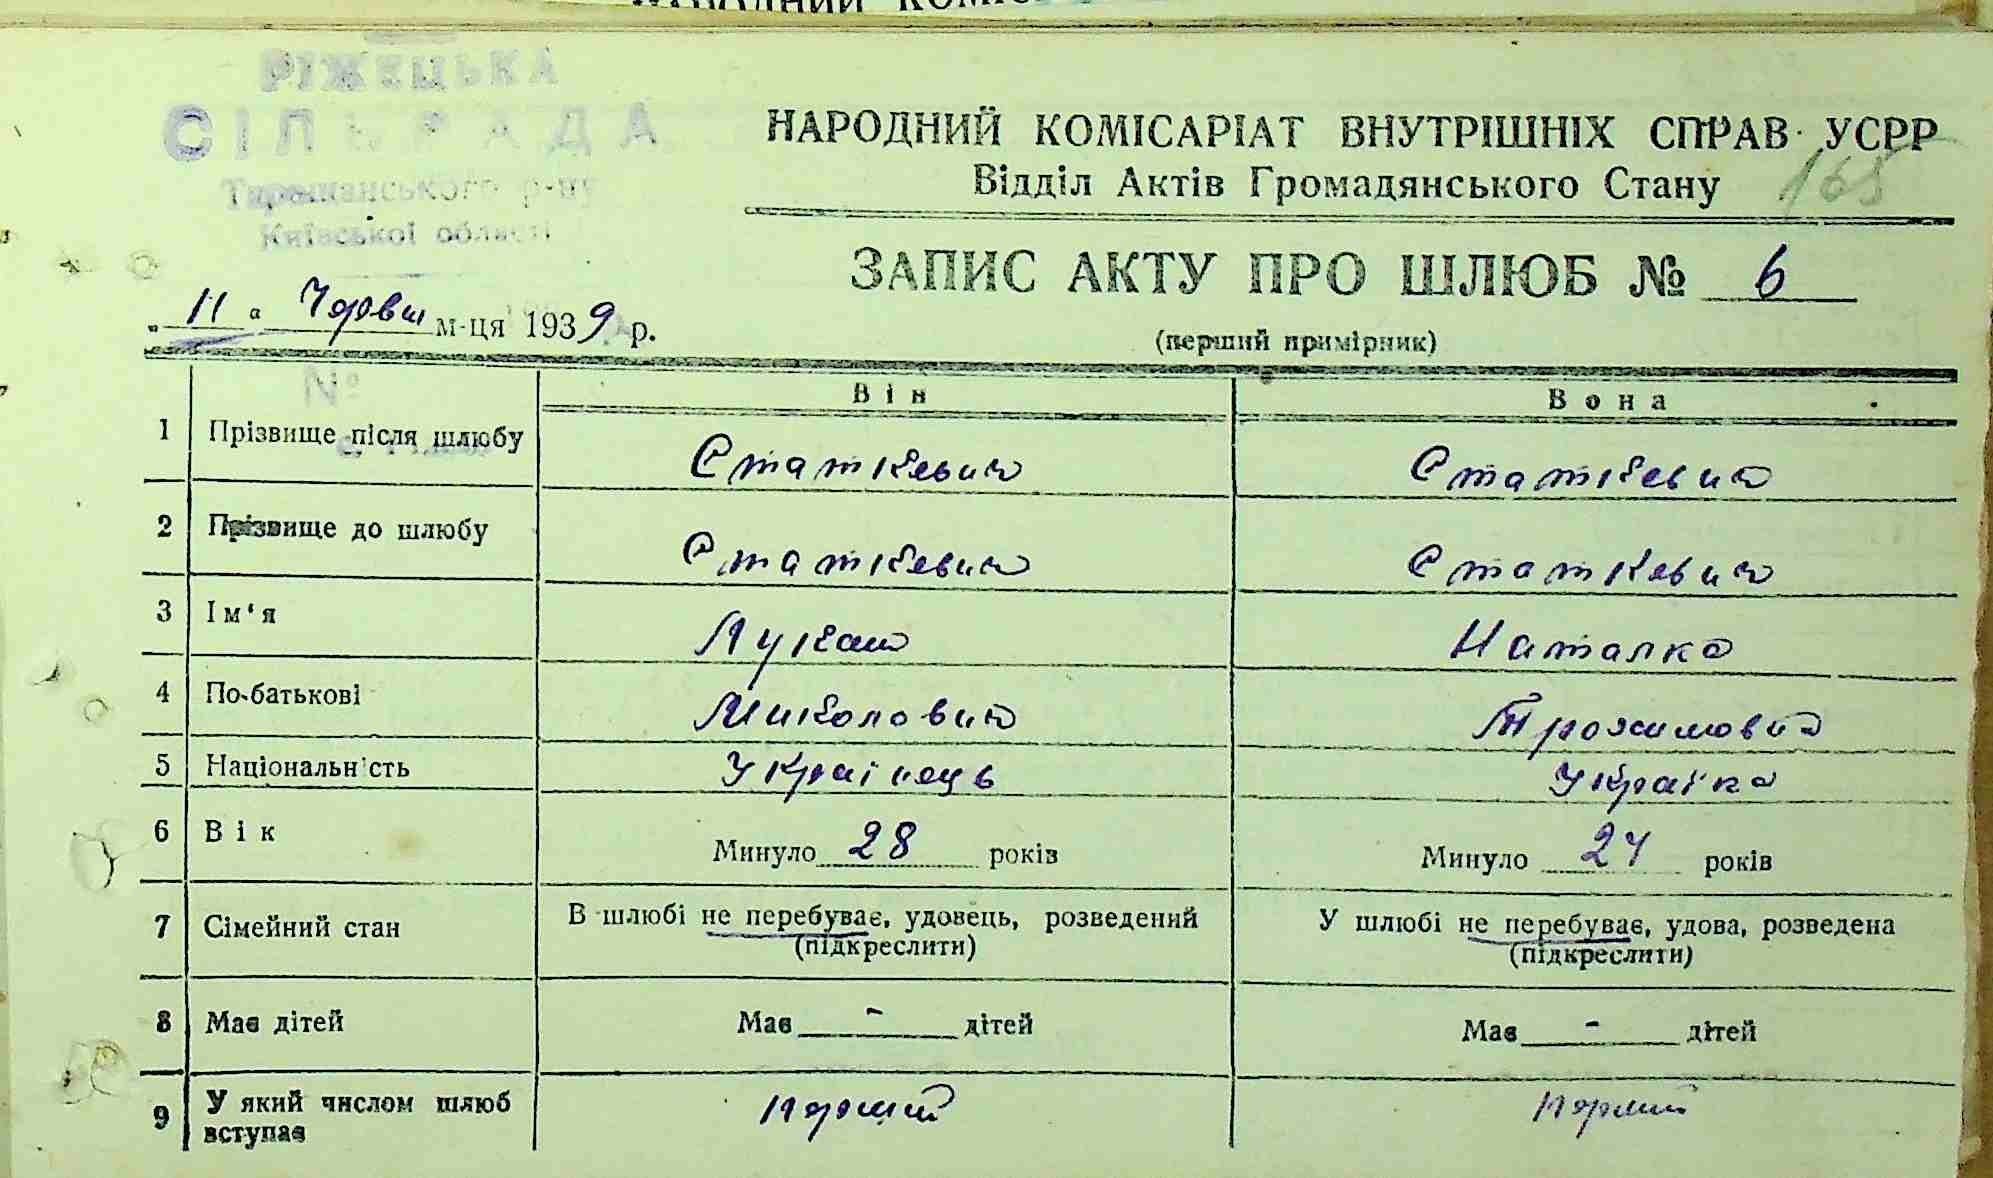 РІЖЕЦЬКА
СІЛЬРАДА
Таращанського р-ну
Київської області
НАРОДНИЙ КОМІСАРІАТ ВНУТРІШНІХ СПРАВ УСРР
Відділ Актів Громадянського Стану
165
ЗАПИС АКТУ ПРО ШЛЮБ № 6
(перший примірник)
„ 11 “ Червня м-ця 1939 р.
№
Він Вона
1 Прізвище після шлюбу Статкевич Статкевич
2 Прізвище до шлюбу Статкевич Статкевич
3 Ім‘я Лукаш Наталка
4 По-батькові Миколович Трохимовна
5 Національність Українець Українка
6 Вік Минуло 28 років Минуло 24 років
7 Сімейний стан В шлюбі не перебуває, удовець, розведений У шлюбі не перебуває, удова, розведена
(підкреслити) (підкреслити)
8 Має дітей Має - дітей Має - дітей
9 У який числом шлюб вступає перший перший